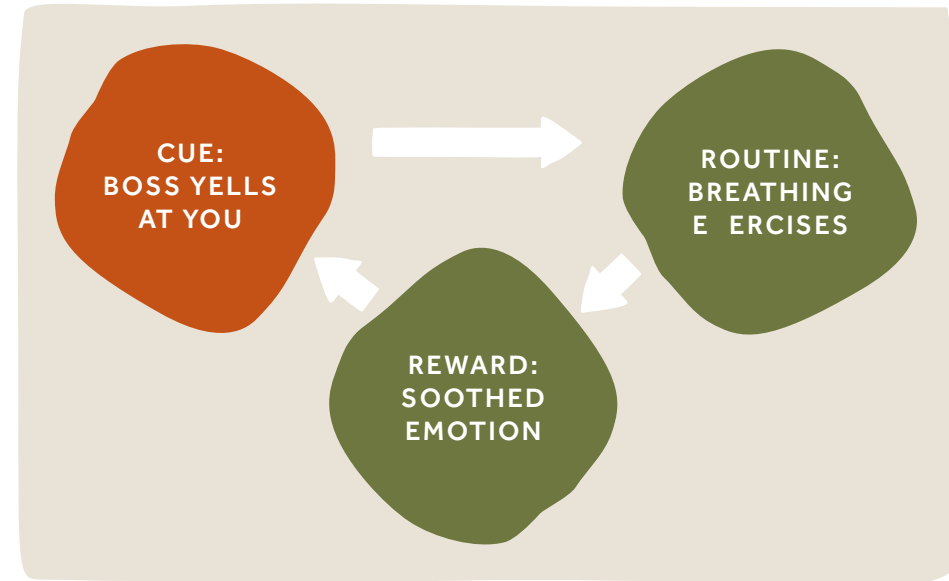 CUE:
BOSS YELLS
AT YOU
ROUTINE:
BREATHING
E ERCISES
REWARD:
SOOTHED
EMOTION